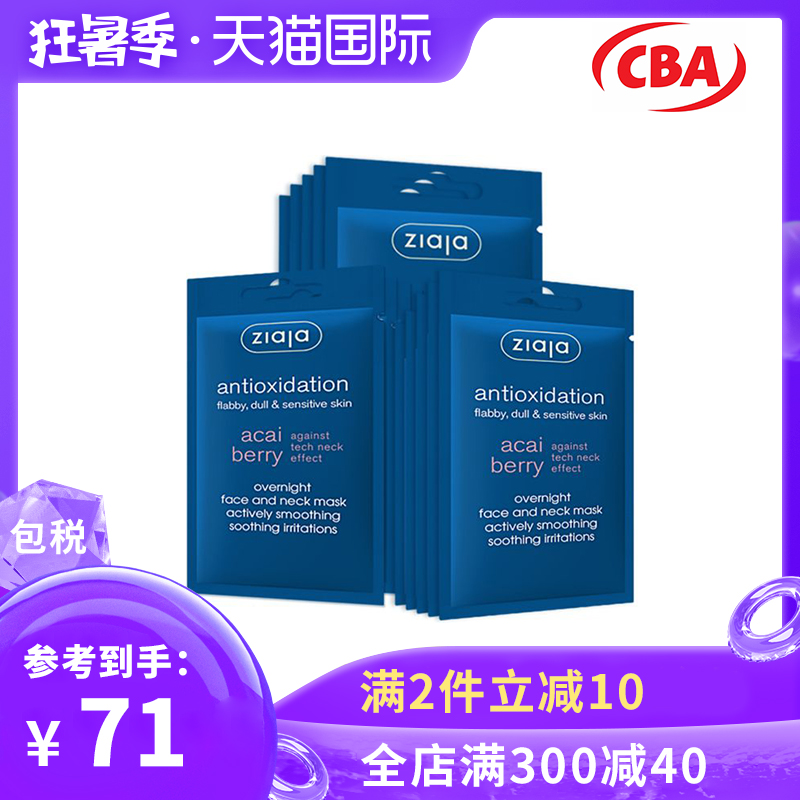 狂暑季·天猫国际
CBA
ziaja
ziaja
antioxidation
flabby, dull & sensitive skin
acai berry
against tech neck effect
overnight
face and neck mask
actively smoothing
soothing irritations
ziaja
antioxidation
flabby, dull & sensitive skin
acai berry
against tech neck effect
overnight
face and neck mask
actively smoothing
soothing irritations
包税
参考到手:
¥71
满2件立减10
全店满300减40